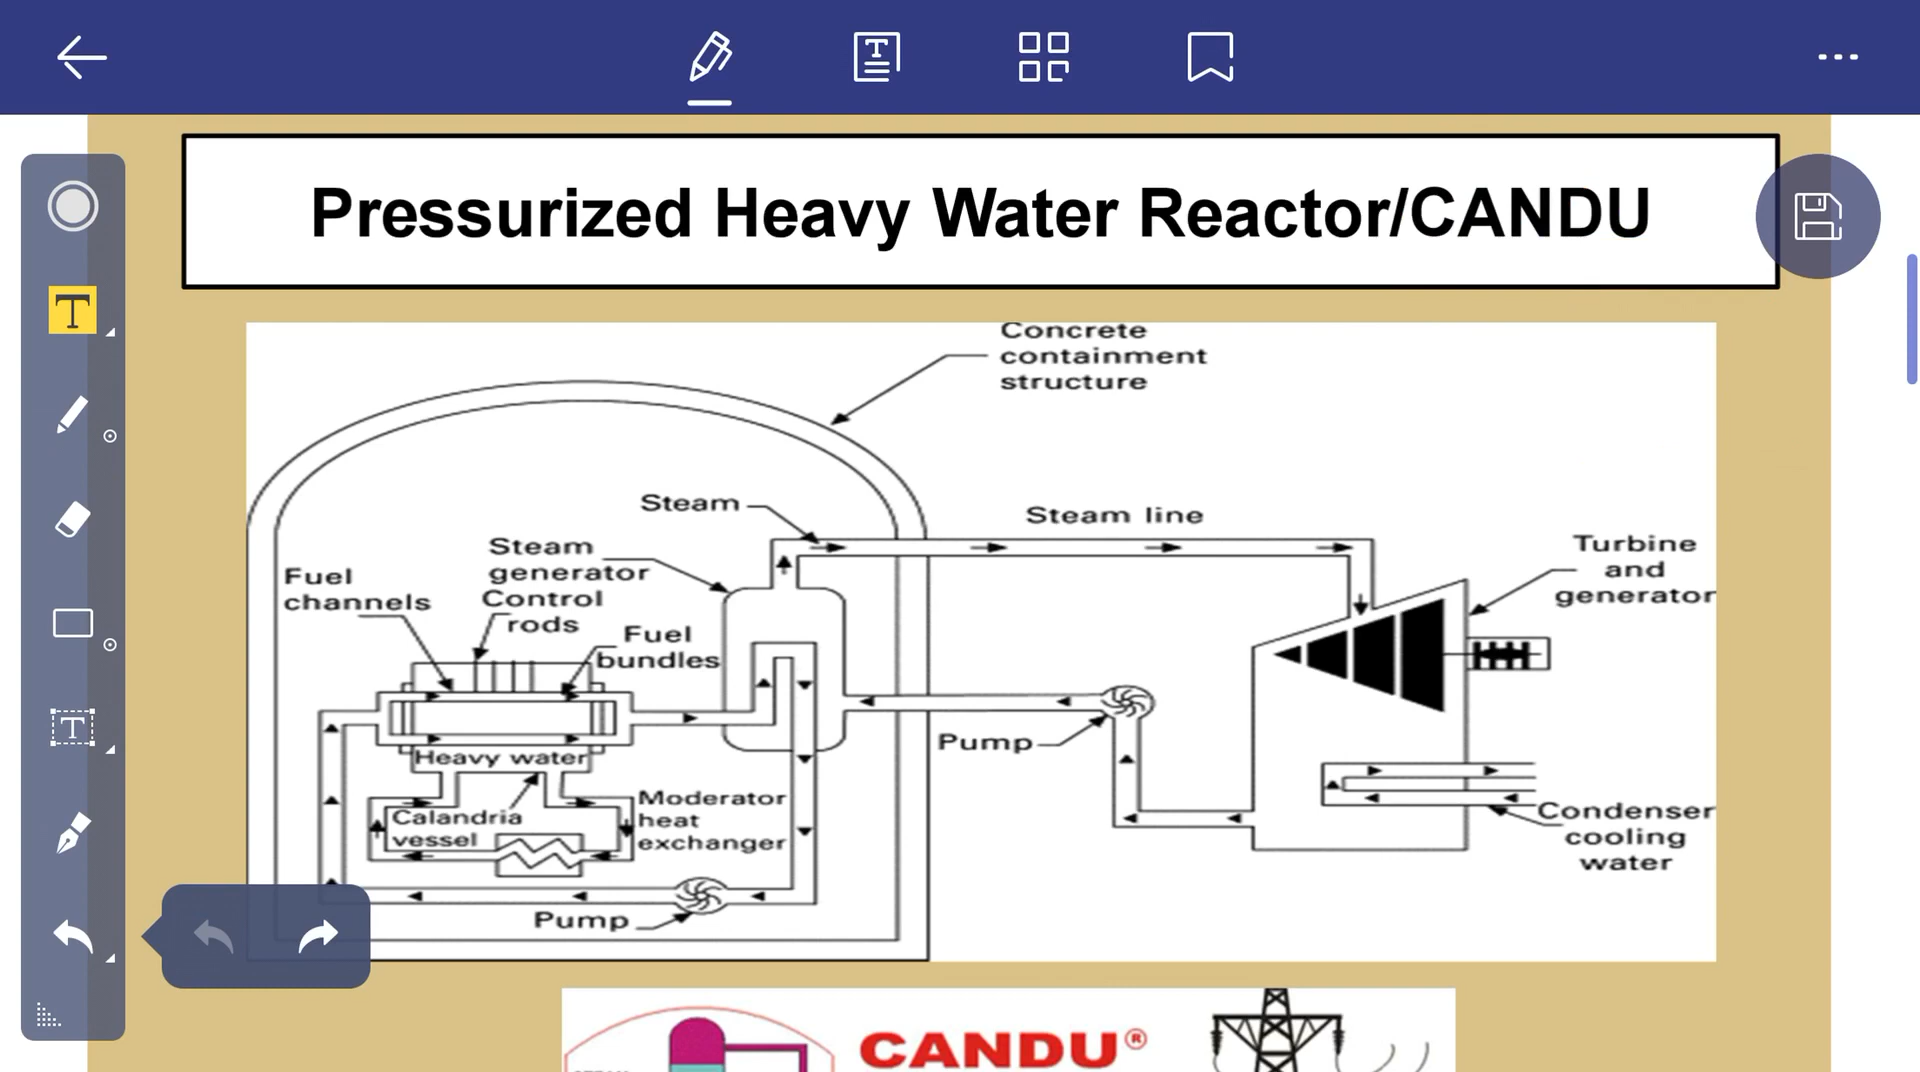 Pressurized Heavy Water Reactor/CANDU
Concrete
containment
structure
Steam
Steam line
Steam
generator
Turbine
and
generator
Fuel
channels
Control
rods
Fuel
bundles
Pump
Heavy water
Calandria
vessel
Moderator
heat
exchanger
Condenser
cooling
water
Pump
CANDU®